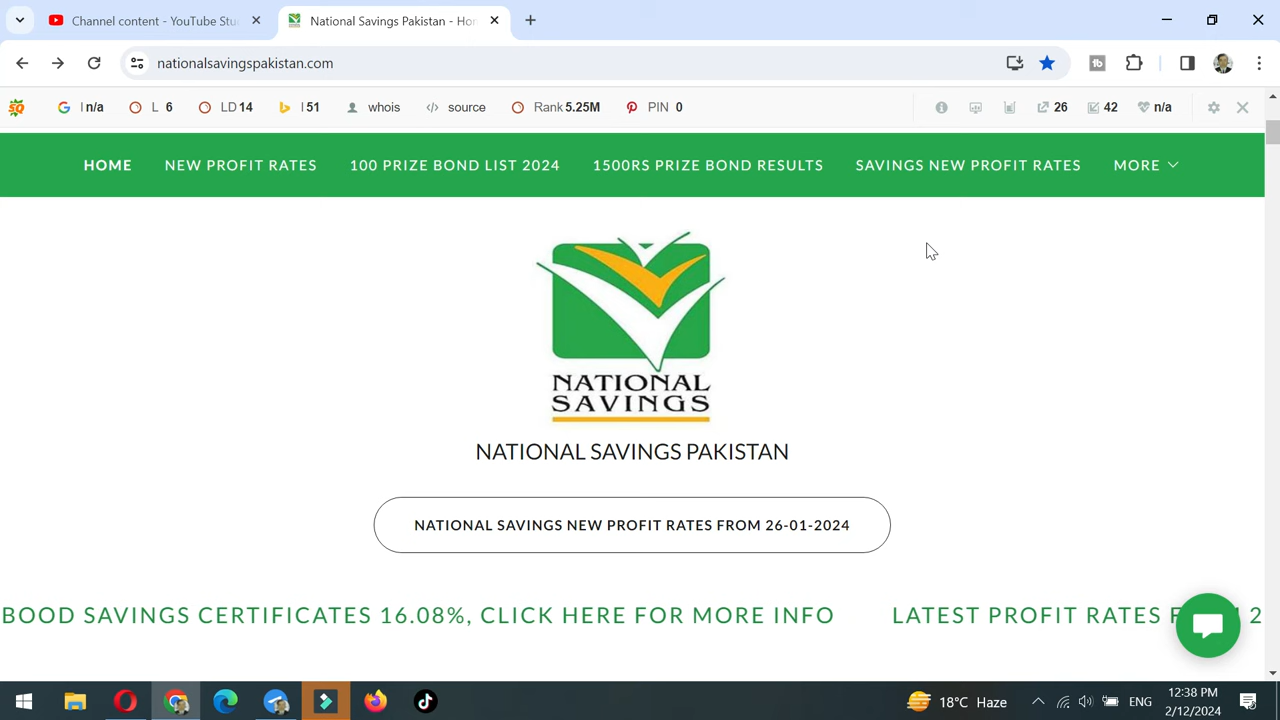 Channel content - YouTube Stu
National Savings Pakistan - Hor
nationalsavingspakistan.com
SQ
I n/a
L 6
LD 14
I 51
whois
source
Rank 5.25M
PIN 0
26
42
n/a
HOME
NEW PROFIT RATES
100 PRIZE BOND LIST 2024
1500RS PRIZE BOND RESULTS
SAVINGS NEW PROFIT RATES
MORE
NATIONAL
SAVINGS
NATIONAL SAVINGS PAKISTAN
NATIONAL SAVINGS NEW PROFIT RATES FROM 26-01-2024
BOOD SAVINGS CERTIFICATES 16.08%, CLICK HERE FOR MORE INFO
LATEST PROFIT RATES F 2
18°C Haze
ENG
12:38 PM
2/12/2024